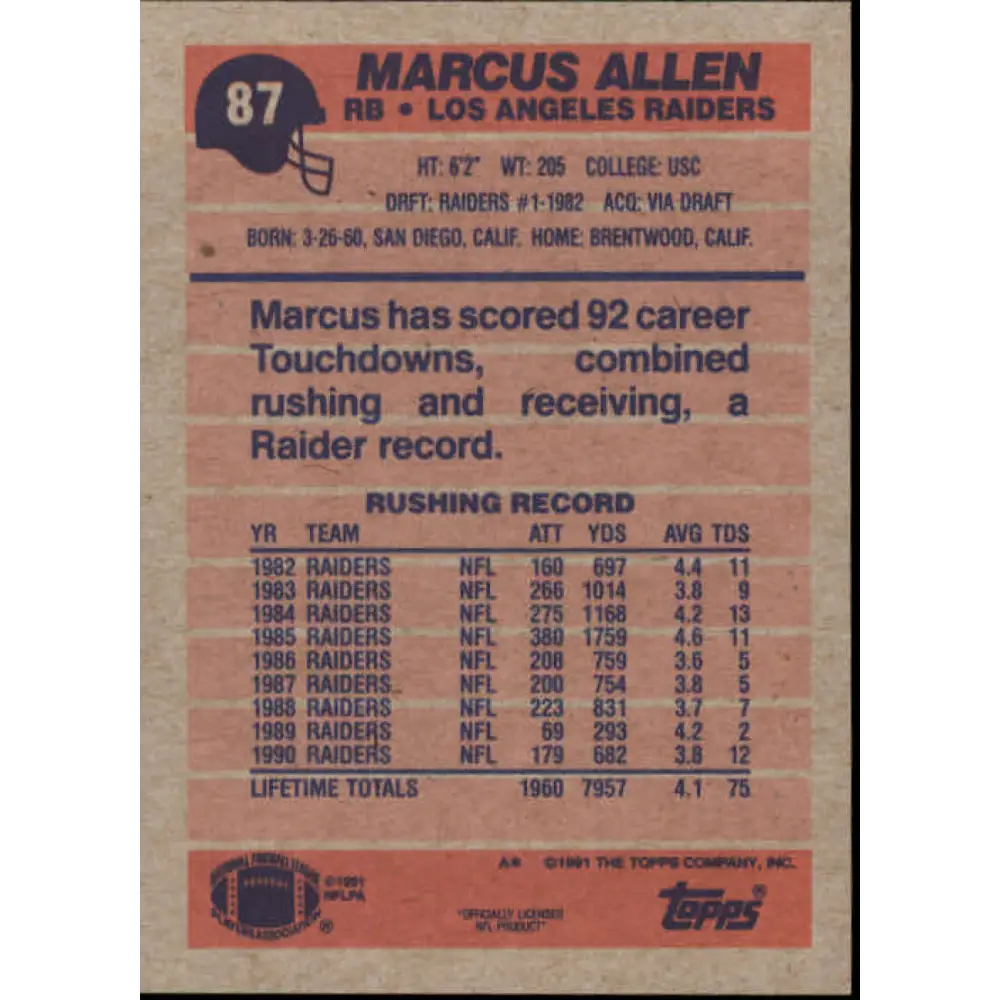 87
MARCUS ALLEN
RB • LOS ANGELES RAIDERS
HT: 6'2" WT: 205 COLLEGE: USC
DRFT: RAIDERS #1-1982 ACQ: VIA DRAFT
BORN: 3-26-60, SAN DIEGO, CALIF. HOME: BRENTWOOD, CALIF.
Marcus has scored 92 career
Touchdowns, combined
rushing and receiving, a
Raider record.
RUSHING RECORD
YR TEAM ATT YDS AVG TDS
1982 RAIDERS NFL 160 697 4.4 11
1983 RAIDERS NFL 266 1014 3.8 9
1984 RAIDERS NFL 275 1168 4.2 13
1985 RAIDERS NFL 380 1759 4.6 11
1986 RAIDERS NFL 208 759 3.6 5
1987 RAIDERS NFL 200 754 3.8 5
1988 RAIDERS NFL 223 831 3.7 7
1989 RAIDERS NFL 69 293 4.2 2
1990 RAIDERS NFL 179 682 3.8 12
LIFETIME TOTALS 1960 7957 4.1 75
A* ©1991 THE TOPPS COMPANY, INC.
NATIONAL FOOTBALL LEAGUE
PLAYERS ASSOCIATION ®
©1991
NFLPA
"OFFICIALLY LICENSED
NFL PRODUCT"
topps®